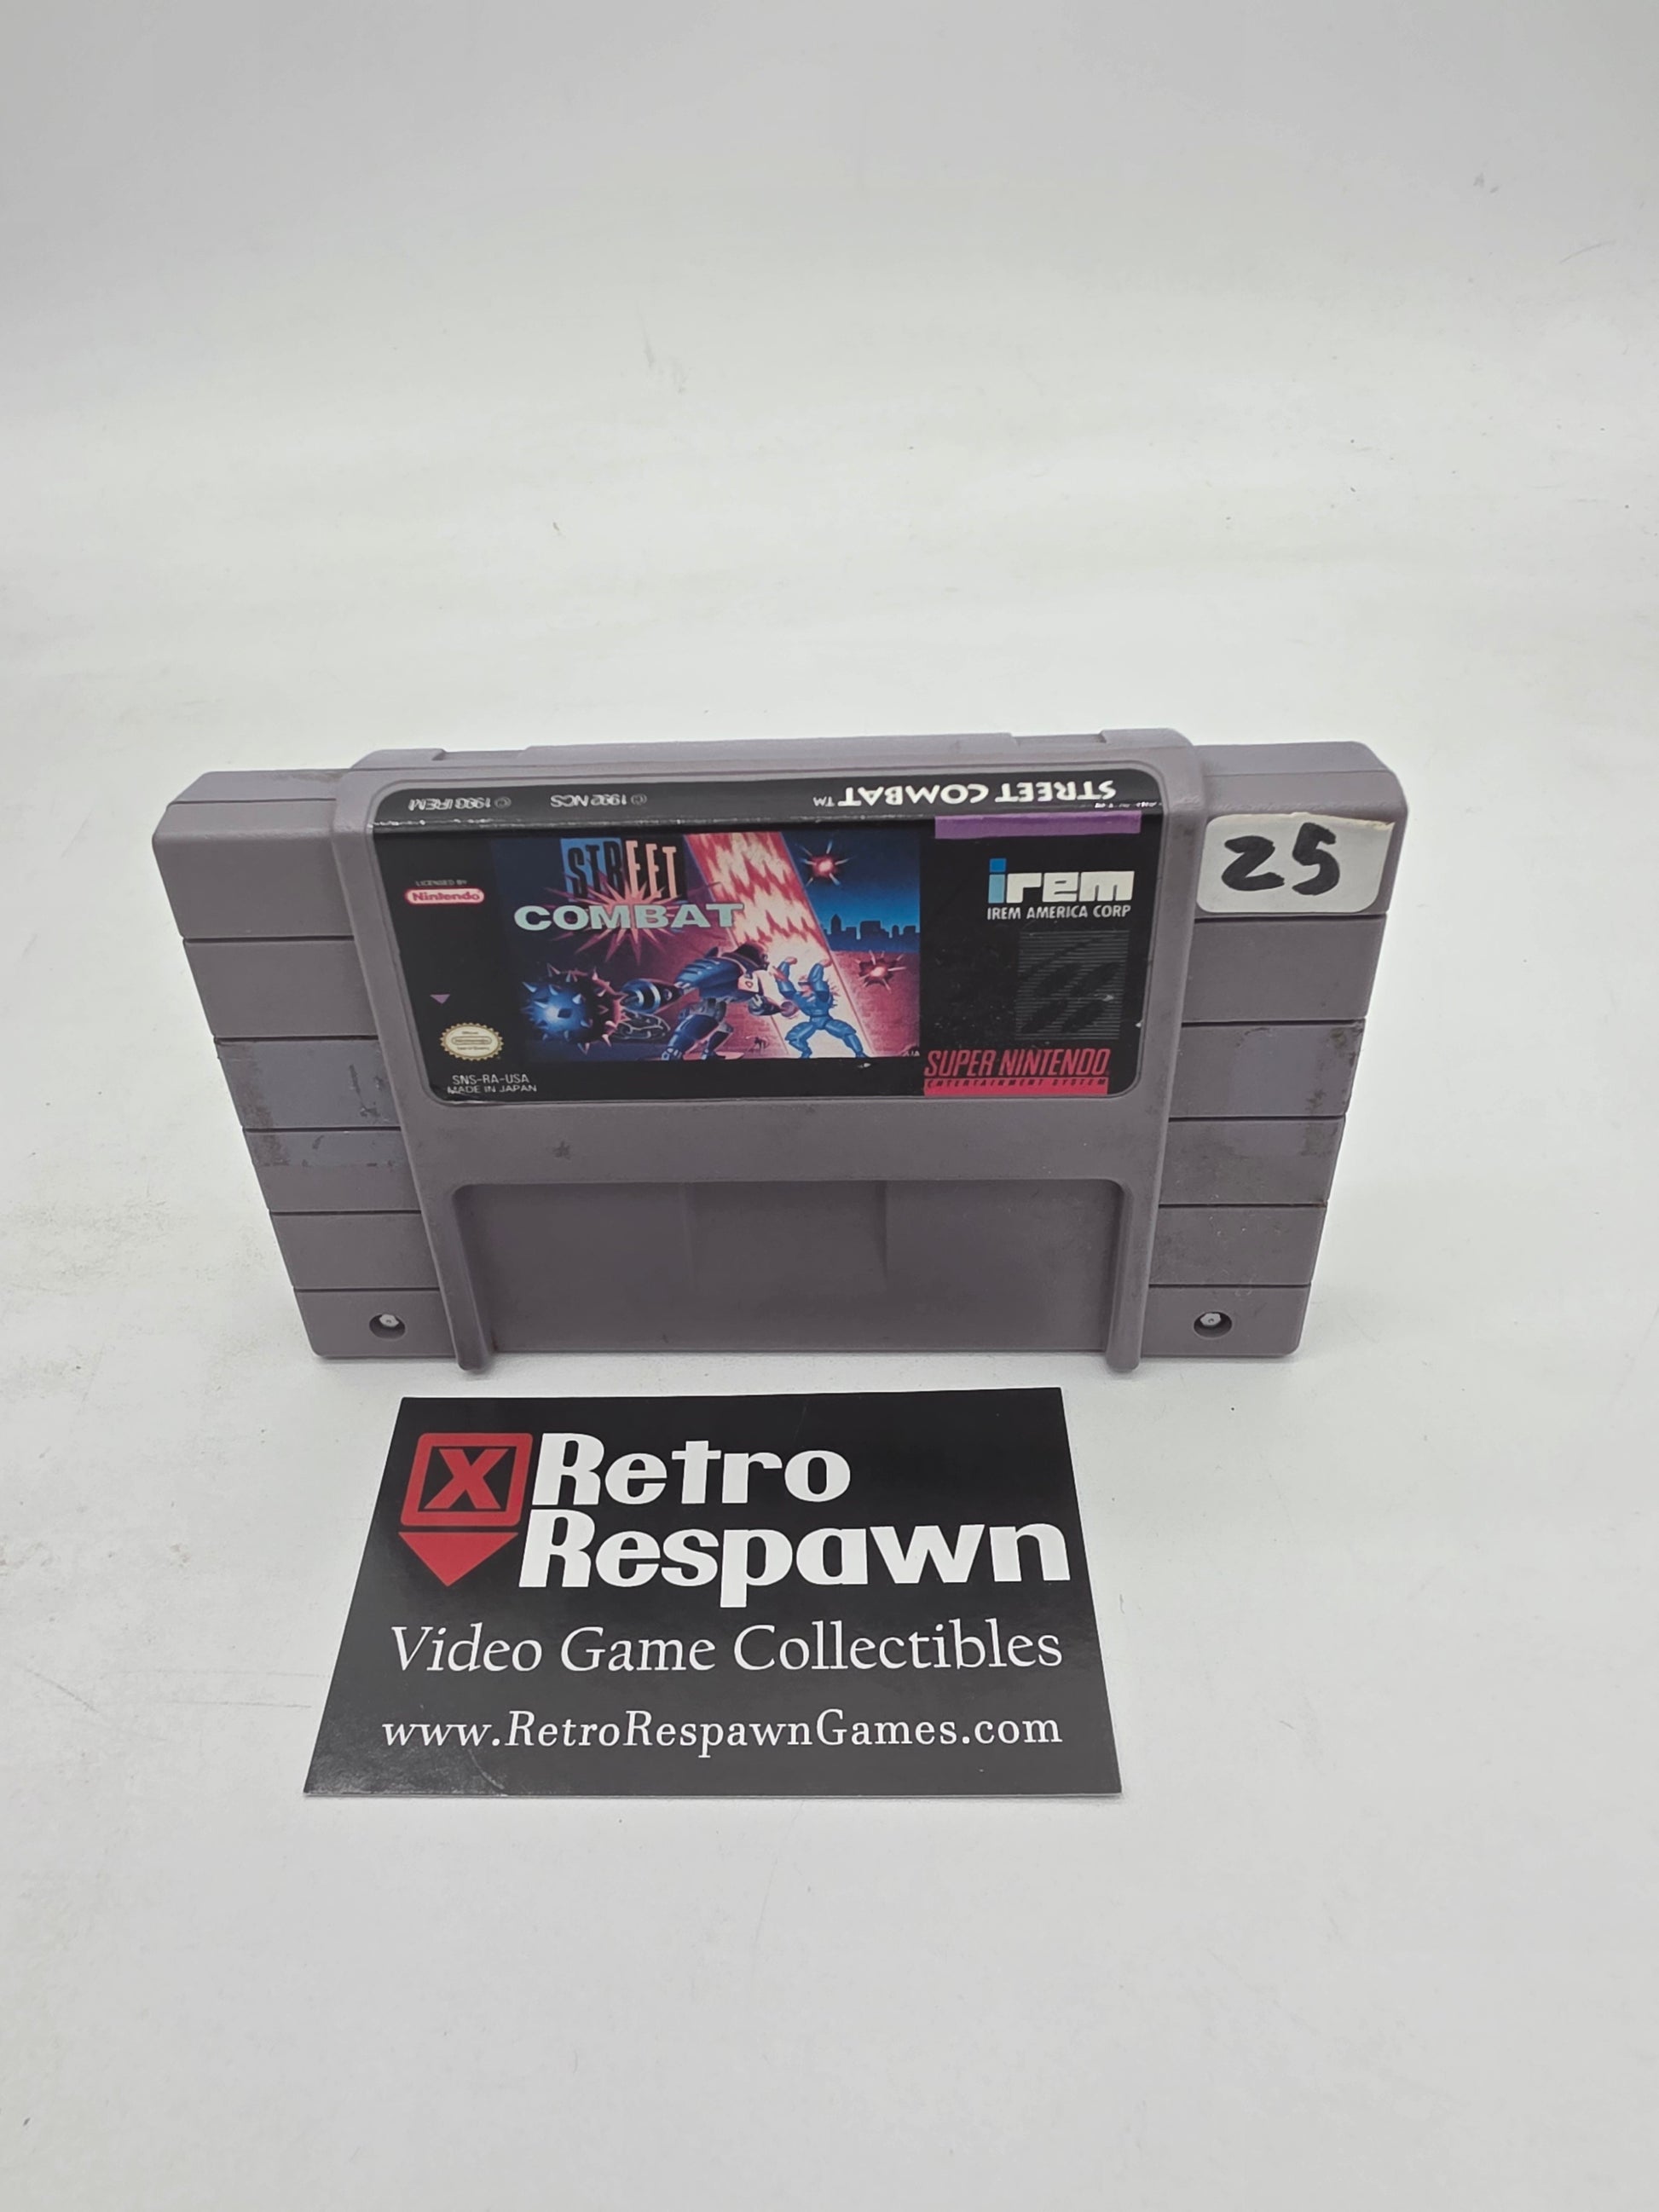 STREET COMBAT™ © 1992 NCS © 1993 IREM
LICENSED BY
Nintendo
STREET
COMBAT
irem
IREM AMERICA CORP
25
SNS-RA-USA
MADE IN JAPAN
SUPER NINTENDO
ENTERTAINMENT SYSTEM
X
Retro
Respawn
Video Game Collectibles
www.RetroRespawnGames.com